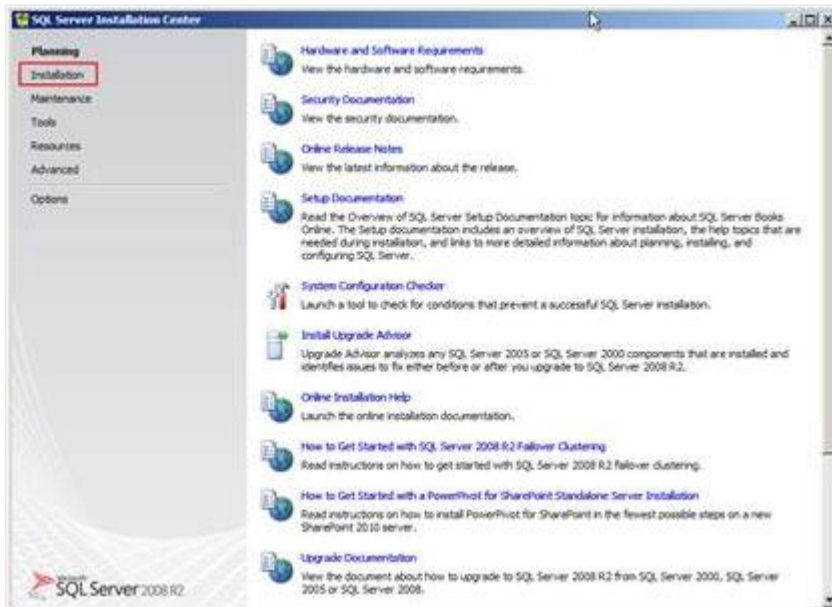 SQL Server Installation Center
Planning
Installation
Maintenance
Tools
Resources
Advanced
Options
Hardware and Software Requirements
View the hardware and software requirements.
Security Documentation
View the security documentation.
Online Release Notes
View the latest information about the release.
Setup Documentation
Read the Overview of SQL Server Setup Documentation topic for information about SQL Server Books
Online. The Setup documentation includes an overview of SQL Server installation, the help topics that are
needed during installation, and links to more detailed information about planning, installing, and
configuring SQL Server.
System Configuration Checker
Launch a tool to check for conditions that prevent a successful SQL Server installation.
Install Upgrade Advisor
Upgrade Advisor analyzes any SQL Server 2005 or SQL Server 2000 components that are installed and
identifies issues to fix either before or after you upgrade to SQL Server 2008 R2.
Online Installation Help
Launch the online installation documentation.
How to Get Started with SQL Server 2008 R2 Failover Clustering
Read instructions on how to get started with SQL Server 2008 R2 failover clustering.
How to Get Started with a PowerPivot for SharePoint Standalone Server Installation
Read instructions on how to install PowerPivot for SharePoint in the fewest possible steps on a new
SharePoint 2010 server.
Upgrade Documentation
View the document about how to upgrade to SQL Server 2008 R2 from SQL Server 2000, SQL Server
2005 or SQL Server 2008.
Microsoft
SQL Server 2008 R2